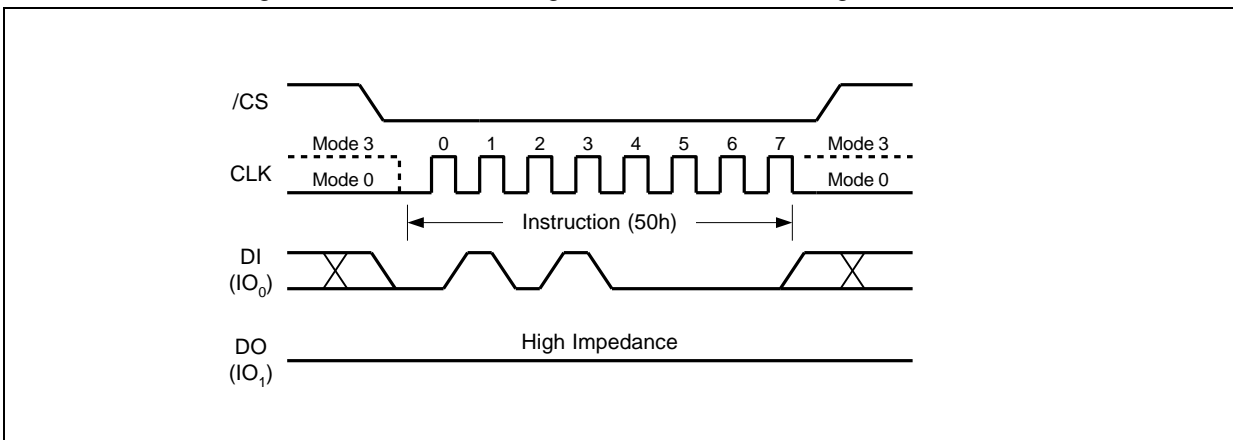 /CS
Mode 3 0 1 2 3 4 5 6 7 Mode 3
CLK
Mode 0 Mode 0
Instruction (50h)
DI
(IO₀)
High Impedance
DO
(IO₁)